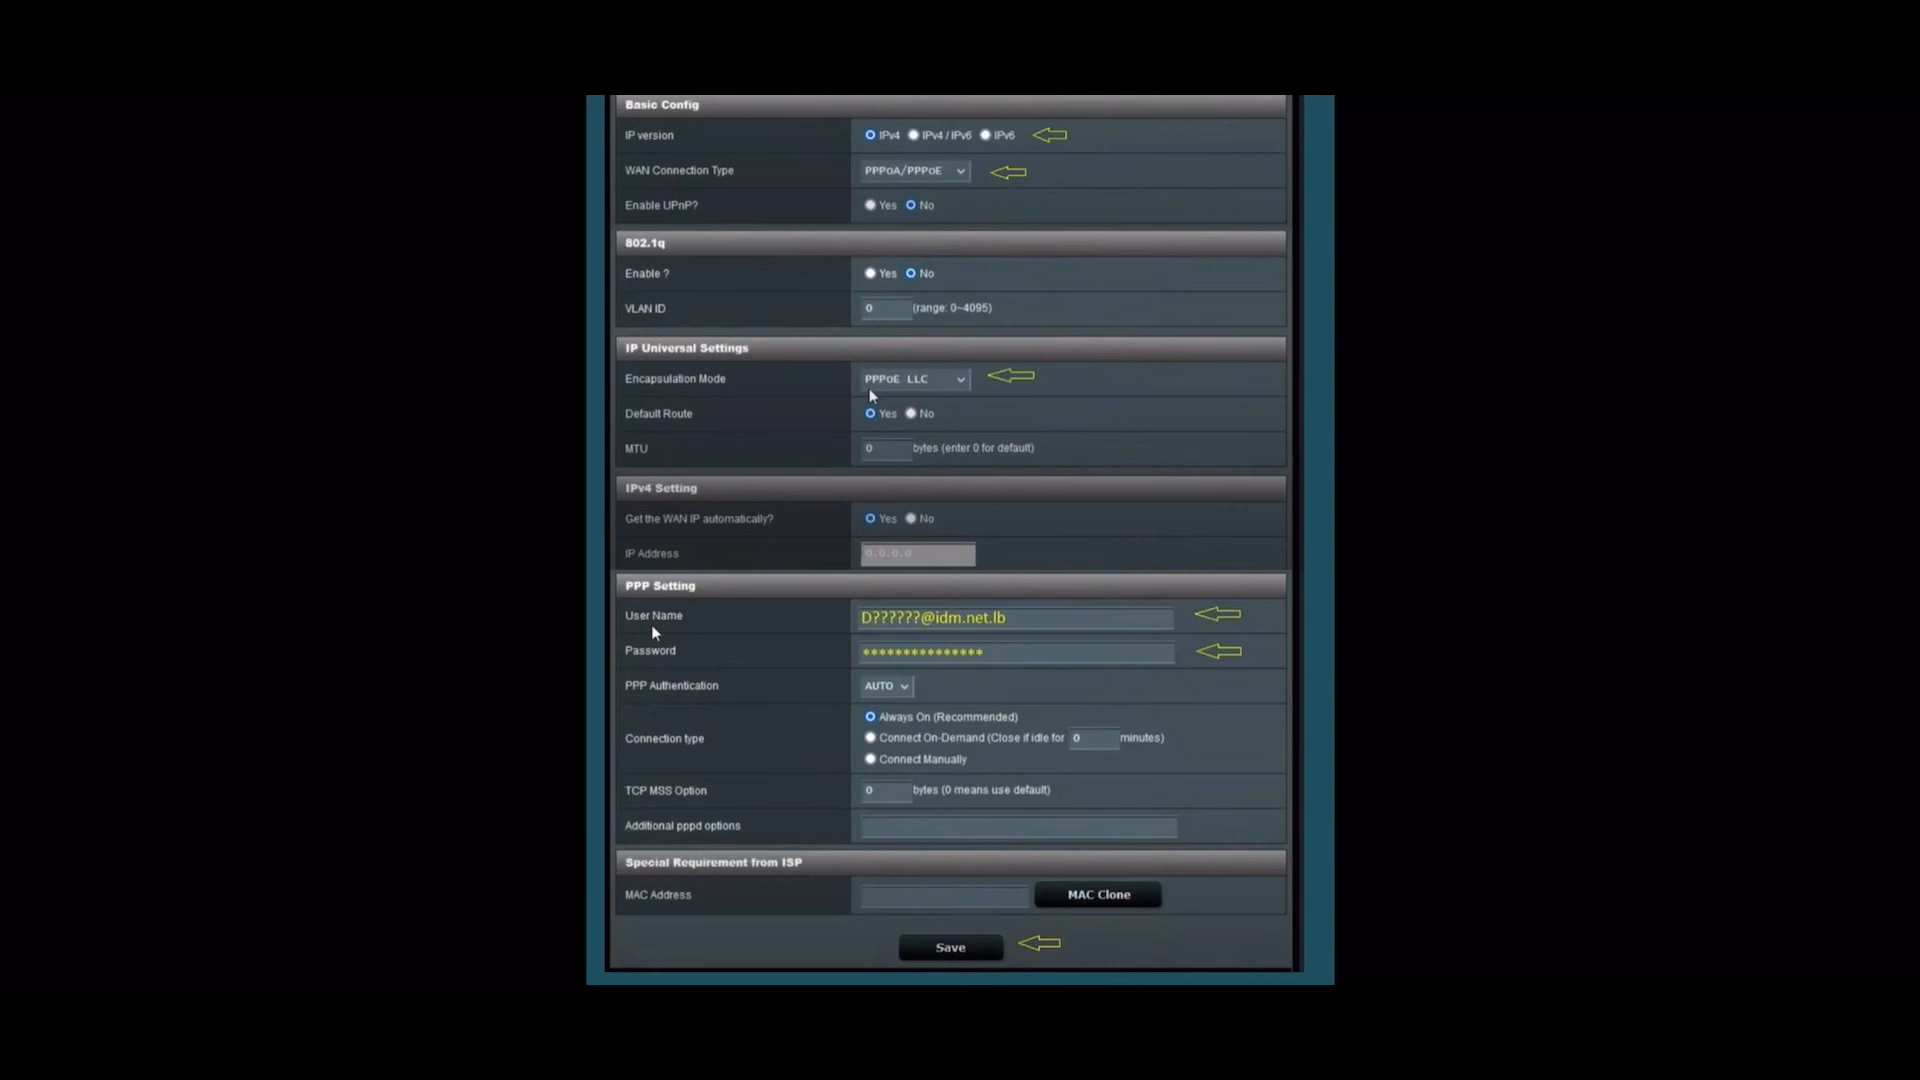 Basic Config
IP version IPv4 IPv4 / IPv6 IPv6
WAN Connection Type PPPoA/PPPoE
Enable UPnP? Yes No
802.1q
Enable ? Yes No
VLAN ID 0 (range: 0~4095)
IP Universal Settings
Encapsulation Mode PPPoE LLC
Default Route Yes No
MTU 0 bytes (enter 0 for default)
IPv4 Setting
Get the WAN IP automatically? Yes No
IP Address 0.0.0.0
PPP Setting
User Name D??????@idm.net.lb
Password ***************
PPP Authentication AUTO
Connection type
Always On (Recommended)
Connect On-Demand (Close if idle for 0 minutes)
Connect Manually
TCP MSS Option 0 bytes (0 means use default)
Additional pppd options
Special Requirement from ISP
MAC Address MAC Clone
Save